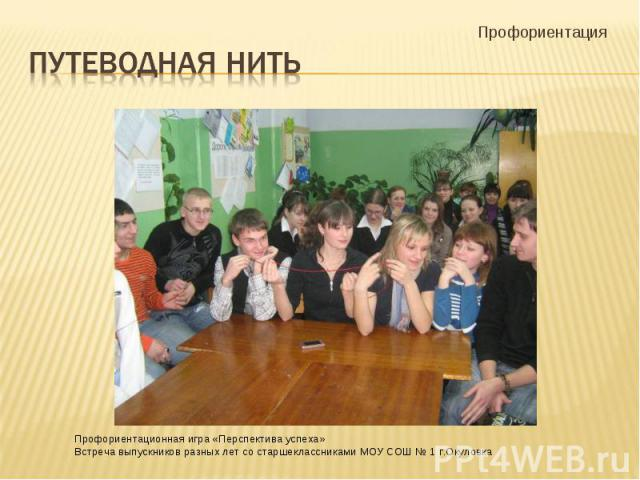 Профориентация
ПУТЕВОДНАЯ НИТЬ
Профориентационная игра «Перспектива успеха»
Встреча выпускников разных лет со старшеклассниками МОУ СОШ № 1 г.Окуловка
PPt4WEB.ru